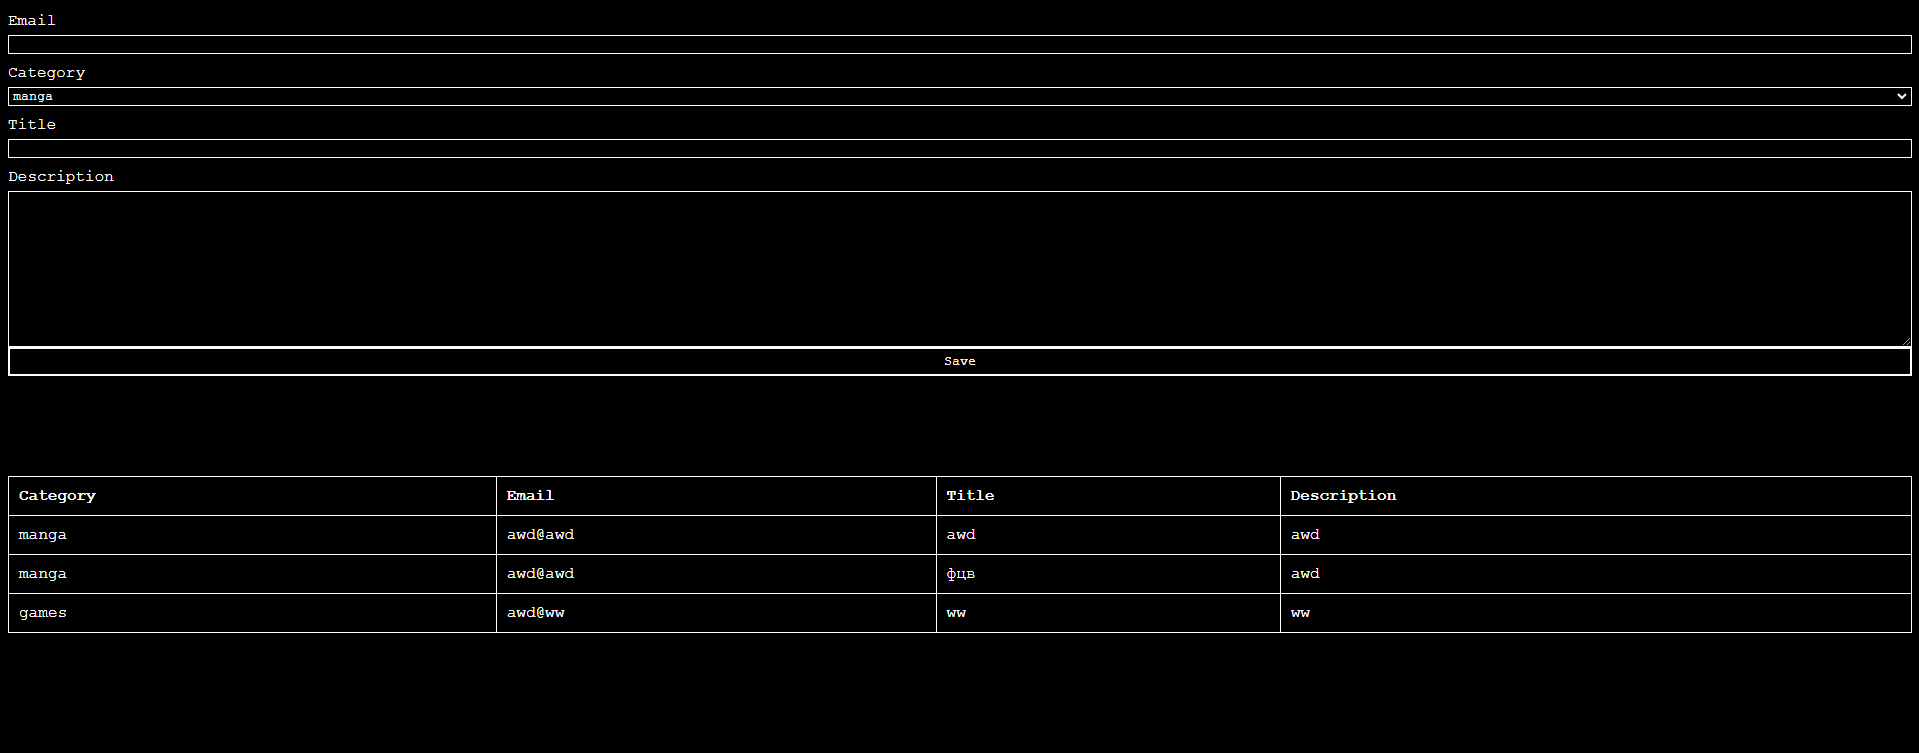 Email
Category
manga
Title
Description
Save
Category Email Title Description
manga awd@awd awd awd
manga awd@awd фцв awd
games awd@ww ww ww